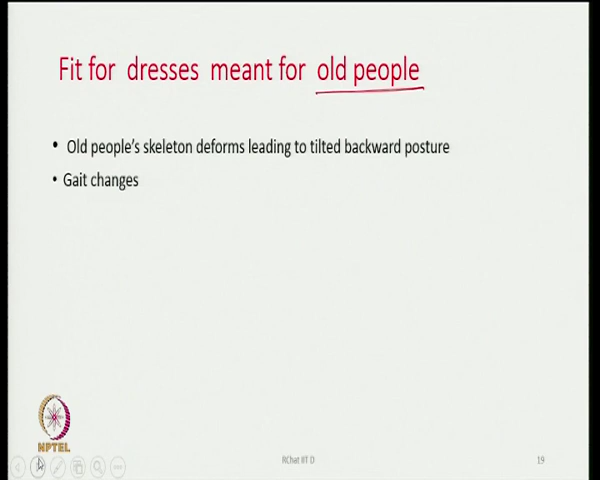 Fit for dresses meant for old people
• Old people's skeleton deforms leading to tilted backward posture
• Gait changes
NPTEL
RChat IIT D
19